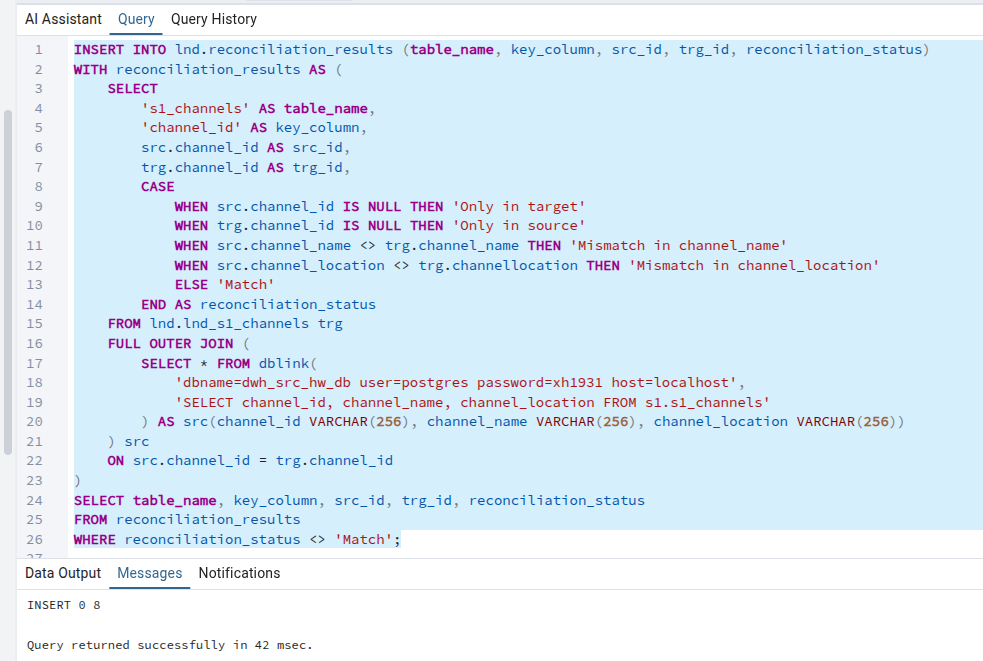 AI Assistant Query Query History
1 INSERT INTO lnd.reconciliation_results (table_name, key_column, src_id, trg_id, reconciliation_status)
2 WITH reconciliation_results AS (
3     SELECT
4         's1_channels' AS table_name,
5         'channel_id' AS key_column,
6         src.channel_id AS src_id,
7         trg.channel_id AS trg_id,
8         CASE
9             WHEN src.channel_id IS NULL THEN 'Only in target'
10             WHEN trg.channel_id IS NULL THEN 'Only in source'
11             WHEN src.channel_name <> trg.channel_name THEN 'Mismatch in channel_name'
12             WHEN src.channel_location <> trg.channellocation THEN 'Mismatch in channel_location'
13             ELSE 'Match'
14         END AS reconciliation_status
15     FROM lnd.lnd_s1_channels trg
16     FULL OUTER JOIN (
17         SELECT * FROM dblink(
18             'dbname=dwh_src_hw_db user=postgres password=xh1931 host=localhost',
19             'SELECT channel_id, channel_name, channel_location FROM s1.s1_channels'
20         ) AS src(channel_id VARCHAR(256), channel_name VARCHAR(256), channel_location VARCHAR(256))
21     ) src
22     ON src.channel_id = trg.channel_id
23 )
24 SELECT table_name, key_column, src_id, trg_id, reconciliation_status
25 FROM reconciliation_results
26 WHERE reconciliation_status <> 'Match';
27
Data Output Messages Notifications
INSERT 0 8
Query returned successfully in 42 msec.